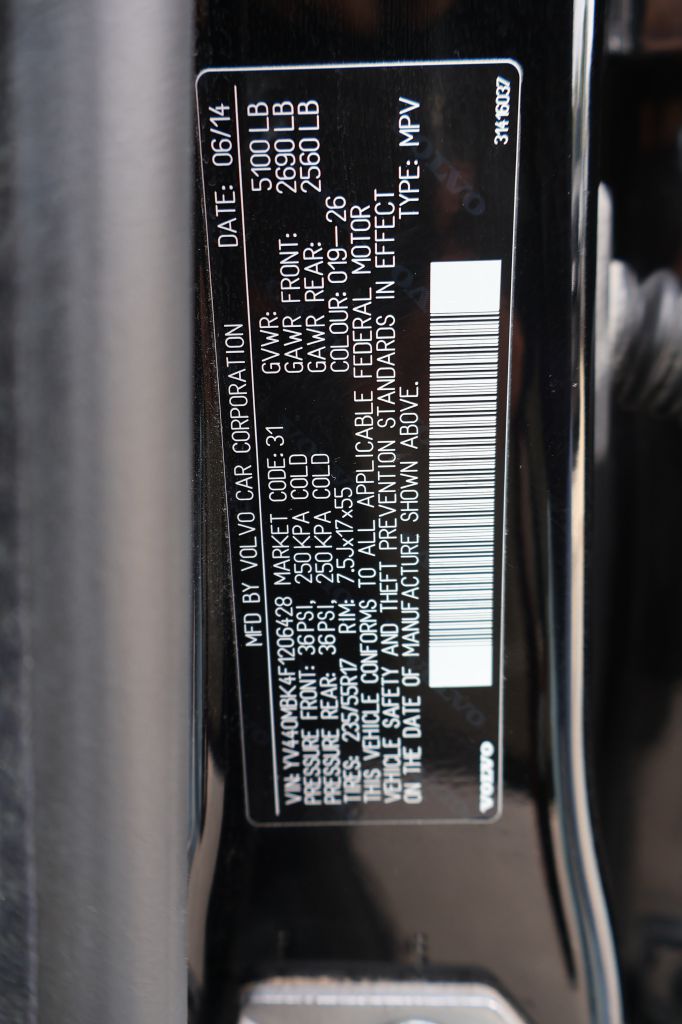 MFD BY VOLVO CAR CORPORATION DATE: 06/14
VIN: YV440MBK4F1206428 MARKET CODE: 31 GVWR: 5100 LB
PRESSURE FRONT: 36PSI, 250KPA COLD GAWR FRONT: 2690 LB
PRESSURE REAR: 36PSI, 250KPA COLD GAWR REAR: 2560 LB
TIRES: 235/55R17 RIM: 7.5Jx17x55 COLOUR: 019-26
THIS VEHICLE CONFORMS TO ALL APPLICABLE FEDERAL MOTOR
VEHICLE SAFETY AND THEFT PREVENTION STANDARDS IN EFFECT
ON THE DATE OF MANUFACTURE SHOWN ABOVE. TYPE: MPV
VOLVO 31416037